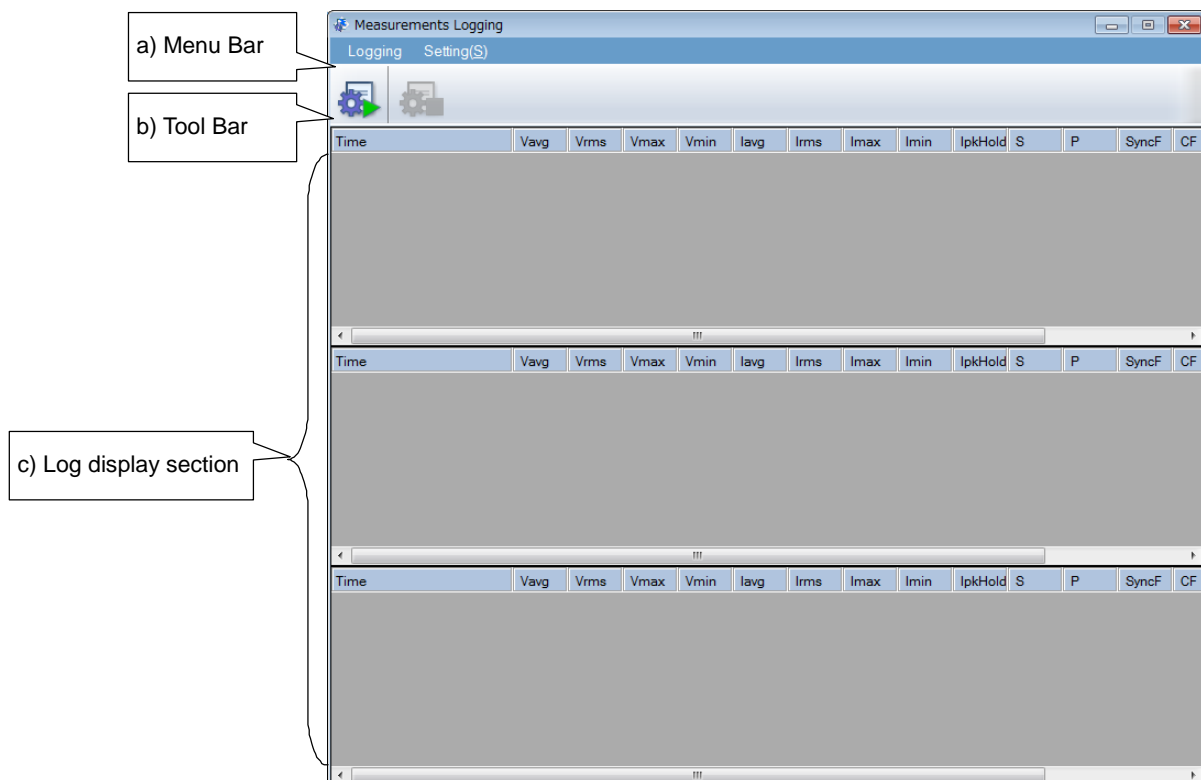 a) Menu Bar
b) Tool Bar
c) Log display section
Measurements Logging
Logging Setting(S)
Time Vavg Vrms Vmax Vmin Iavg Irms Imax Imin IpkHold S P SyncF CF
Time Vavg Vrms Vmax Vmin Iavg Irms Imax Imin IpkHold S P SyncF CF
Time Vavg Vrms Vmax Vmin Iavg Irms Imax Imin IpkHold S P SyncF CF